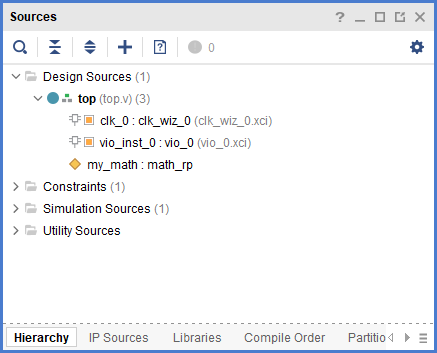 Sources
0
Design Sources (1)
top (top.v) (3)
clk_0 : clk_wiz_0 (clk_wiz_0.xci)
vio_inst_0 : vio_0 (vio_0.xci)
my_math : math_rp
Constraints (1)
Simulation Sources (1)
Utility Sources
Hierarchy IP Sources Libraries Compile Order Partitio